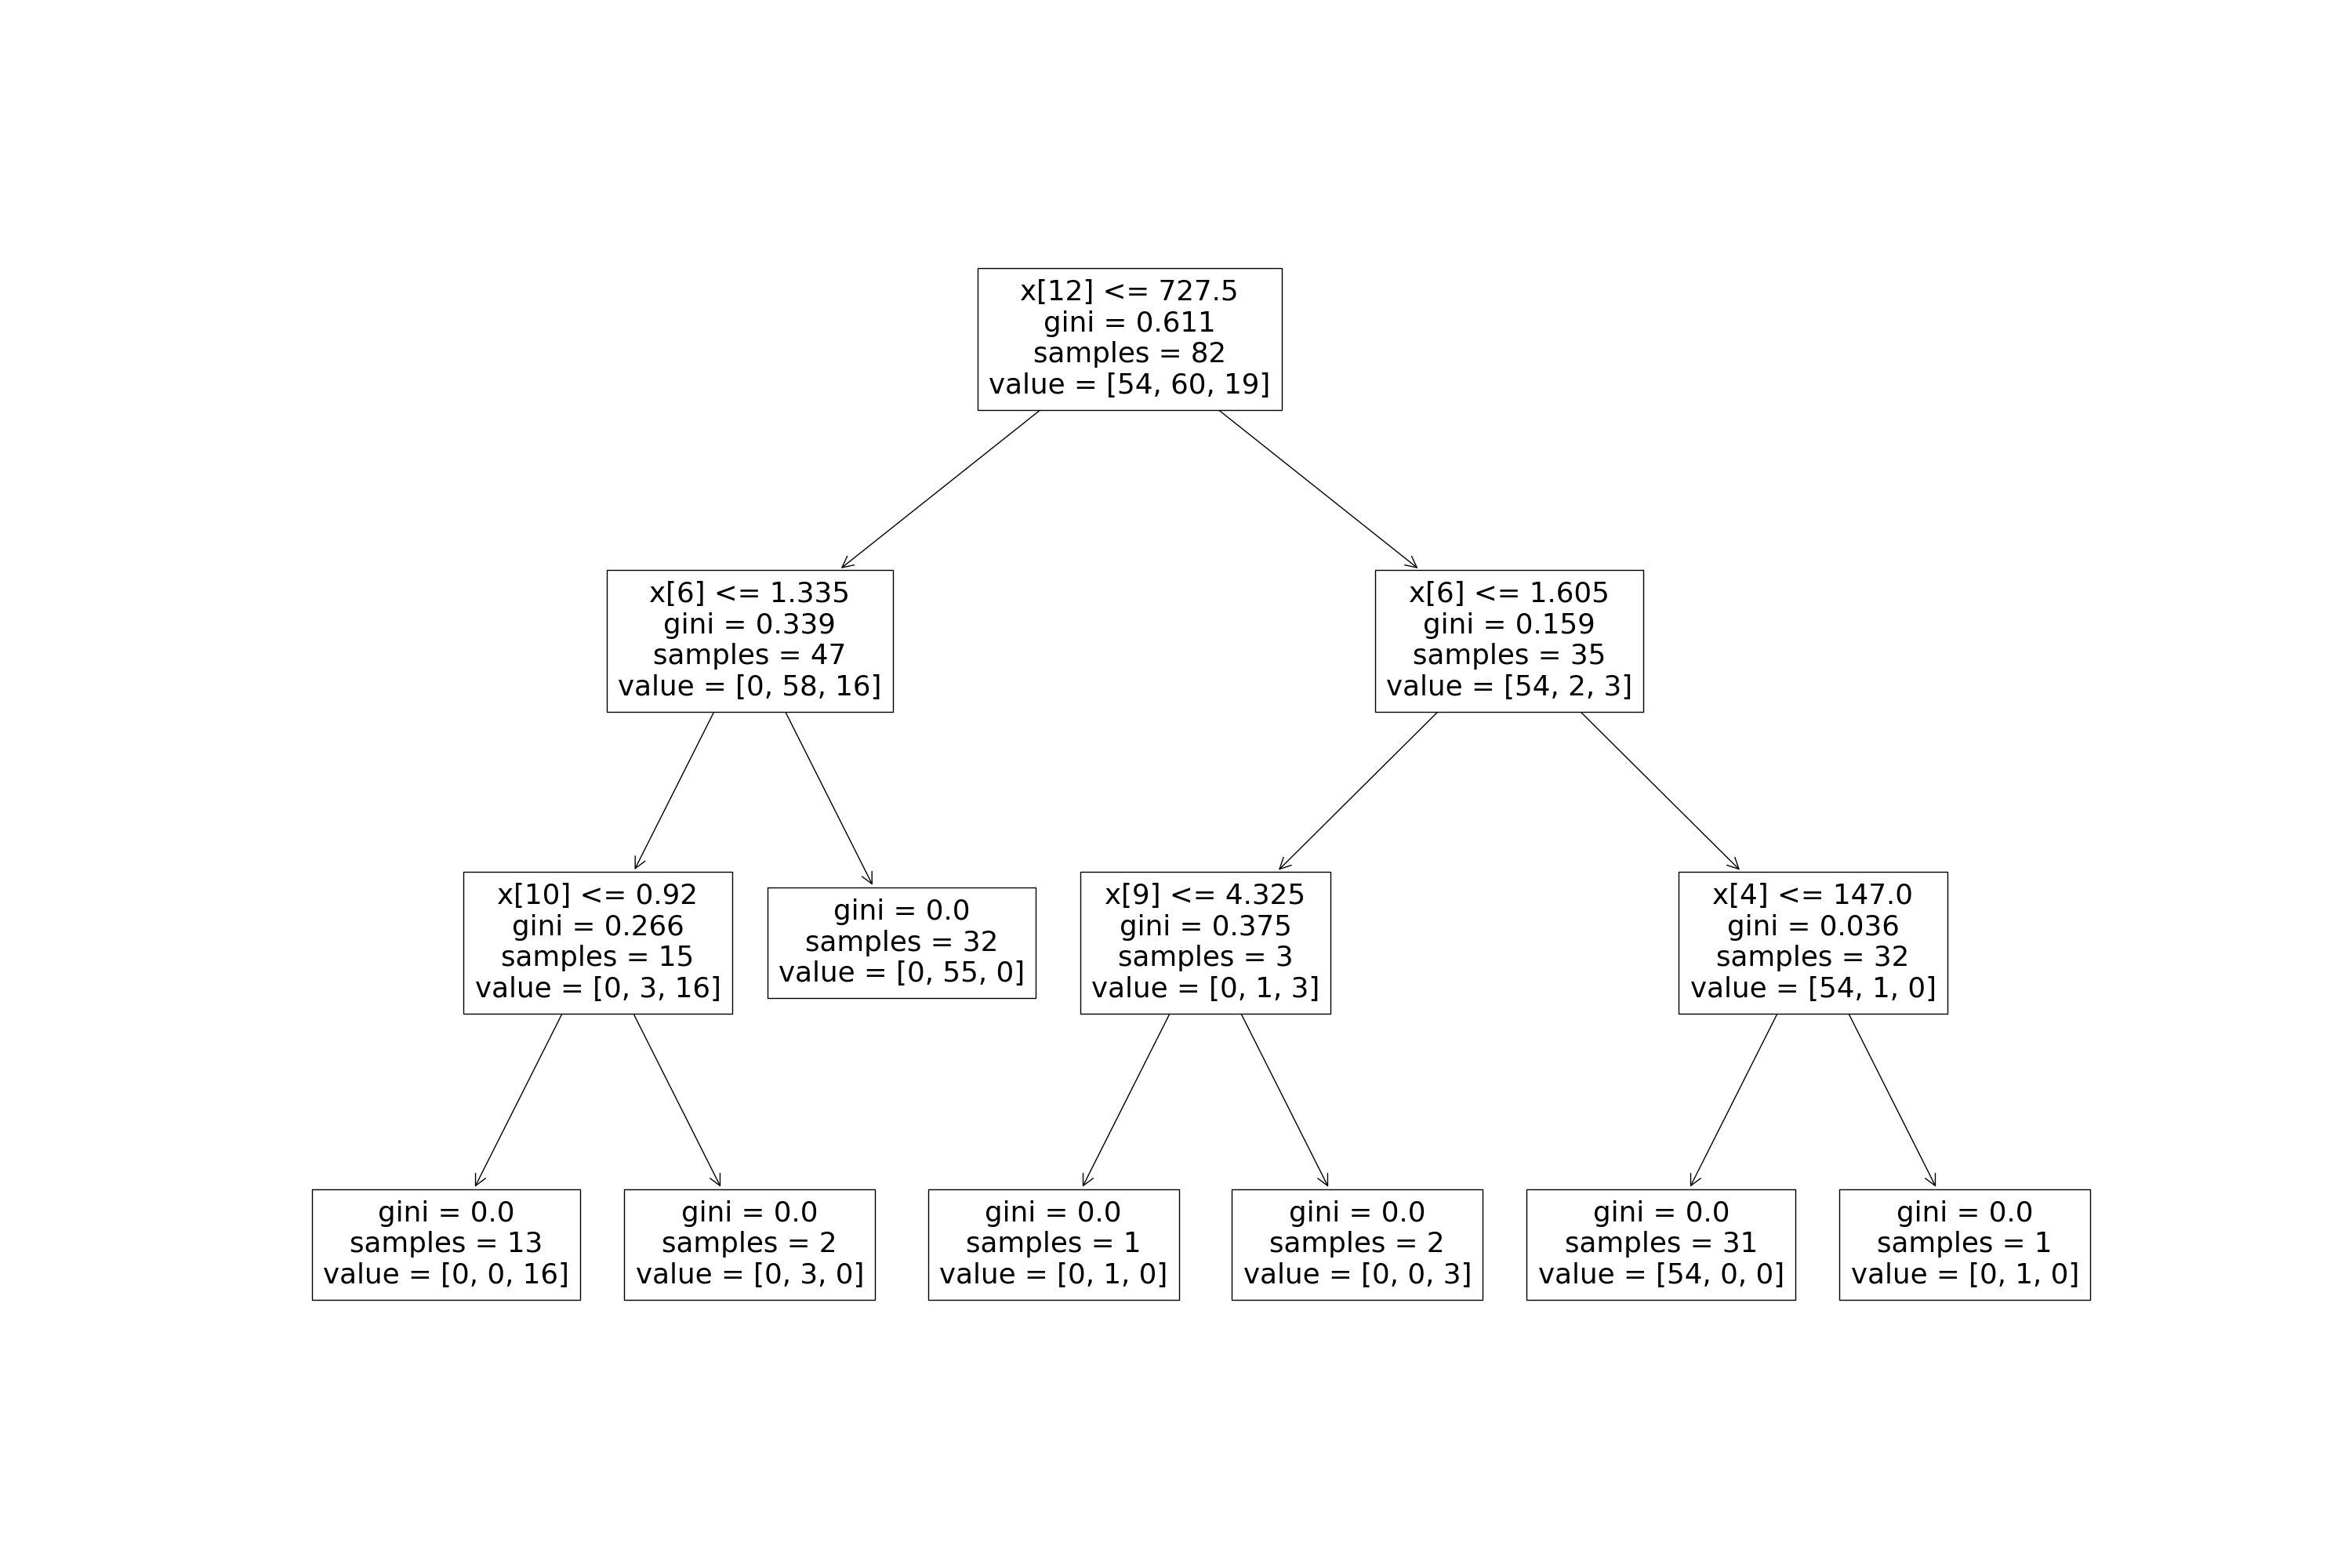 x[12] <= 727.5
gini = 0.611
samples = 82
value = [54, 60, 19]
x[6] <= 1.335
gini = 0.339
samples = 47
value = [0, 58, 16]
x[6] <= 1.605
gini = 0.159
samples = 35
value = [54, 2, 3]
x[10] <= 0.92
gini = 0.266
samples = 15
value = [0, 3, 16]
gini = 0.0
samples = 32
value = [0, 55, 0]
x[9] <= 4.325
gini = 0.375
samples = 3
value = [0, 1, 3]
x[4] <= 147.0
gini = 0.036
samples = 32
value = [54, 1, 0]
gini = 0.0
samples = 13
value = [0, 0, 16]
gini = 0.0
samples = 2
value = [0, 3, 0]
gini = 0.0
samples = 1
value = [0, 1, 0]
gini = 0.0
samples = 2
value = [0, 0, 3]
gini = 0.0
samples = 31
value = [54, 0, 0]
gini = 0.0
samples = 1
value = [0, 1, 0]